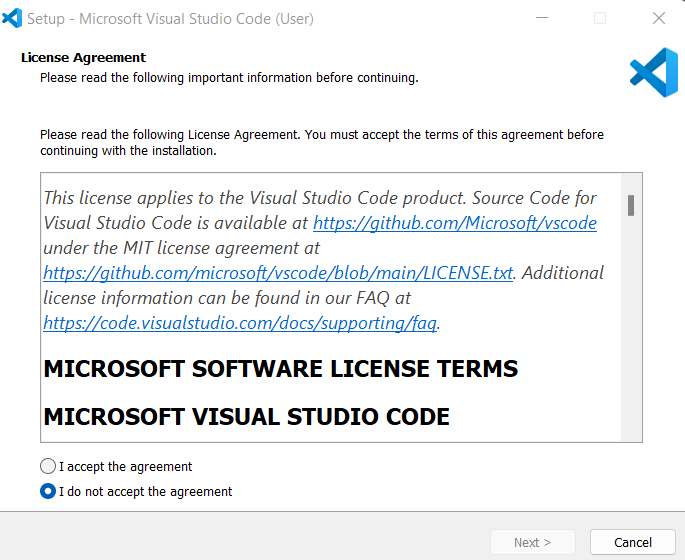 Setup - Microsoft Visual Studio Code (User)
License Agreement
Please read the following important information before continuing.
Please read the following License Agreement. You must accept the terms of this agreement before
continuing with the installation.
This license applies to the Visual Studio Code product. Source Code for
Visual Studio Code is available at https://github.com/Microsoft/vscode
under the MIT license agreement at
https://github.com/microsoft/vscode/blob/main/LICENSE.txt. Additional
license information can be found in our FAQ at
https://code.visualstudio.com/docs/supporting/faq.
MICROSOFT SOFTWARE LICENSE TERMS
MICROSOFT VISUAL STUDIO CODE
I accept the agreement
I do not accept the agreement
Next >
Cancel